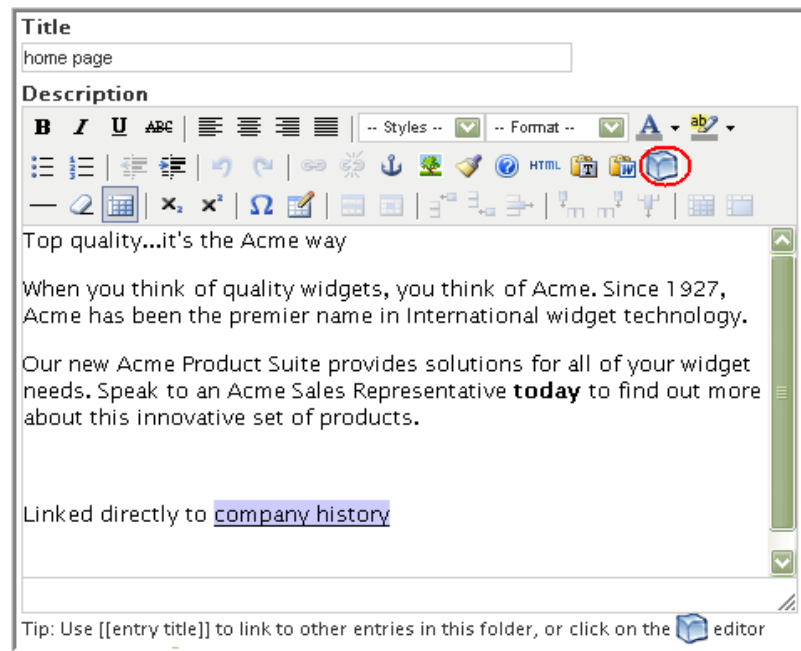 Title
home page
Description
B I U ABC -- Styles -- -- Format -- A ab
HTML T W
x₂ x² Ω
Top quality...it's the Acme way
When you think of quality widgets, you think of Acme. Since 1927,
Acme has been the premier name in International widget technology.
Our new Acme Product Suite provides solutions for all of your widget
needs. Speak to an Acme Sales Representative today to find out more
about this innovative set of products.
Linked directly to company history
Tip: Use [[entry title]] to link to other entries in this folder, or click on the editor